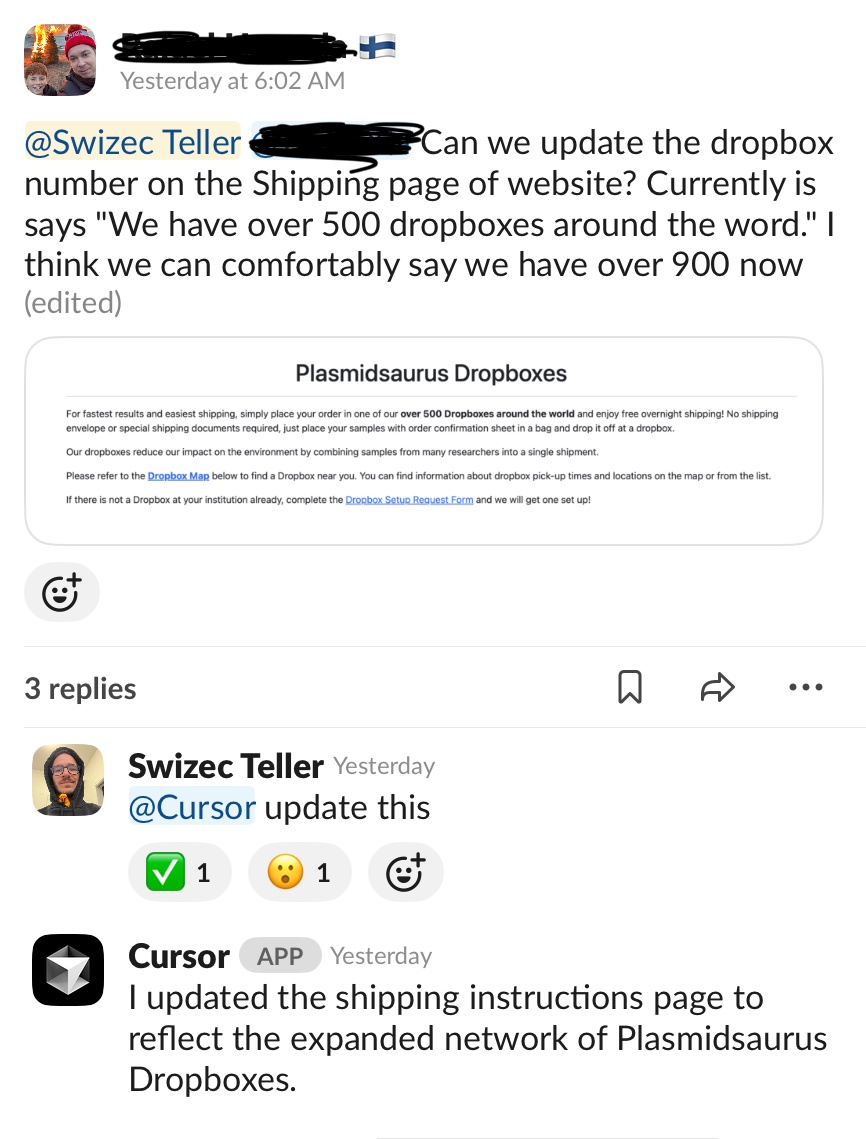 Yesterday at 6:02 AM
@Swizec Teller Can we update the dropbox
number on the Shipping page of website? Currently is
says "We have over 500 dropboxes around the word." I
think we can comfortably say we have over 900 now
(edited)
Plasmidsaurus Dropboxes
For fastest results and easiest shipping, simply place your order in one of our over 500 Dropboxes around the world and enjoy free overnight shipping! No shipping
envelope or special shipping documents required, just place your samples with order confirmation sheet in a bag and drop it off at a dropbox.
Our dropboxes reduce our impact on the environment by combining samples from many researchers into a single shipment.
Please refer to the Dropbox Map below to find a Dropbox near you. You can find information about dropbox pick-up times and locations on the map or from the list.
If there is not a Dropbox at your institution already, complete the Dropbox Setup Request Form and we will get one set up!
3 replies
Swizec Teller Yesterday
@Cursor update this
1 1
Cursor APP Yesterday
I updated the shipping instructions page to
reflect the expanded network of Plasmidsaurus
Dropboxes.